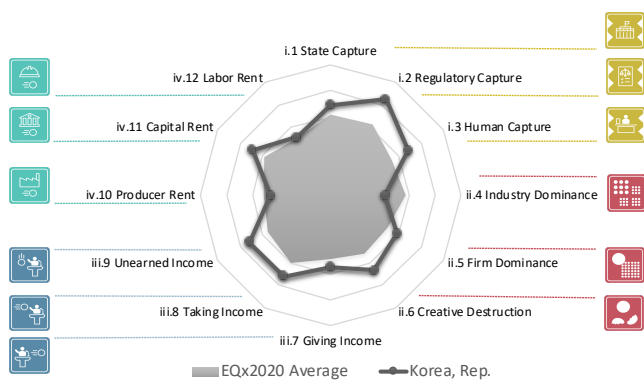 i.1 State Capture
iv.12 Labor Rent
i.2 Regulatory Capture
iv.11 Capital Rent
i.3 Human Capture
iv.10 Producer Rent
ii.4 Industry Dominance
iii.9 Unearned Income
ii.5 Firm Dominance
iii.8 Taking Income
ii.6 Creative Destruction
iii.7 Giving Income
EQx2020 Average
Korea, Rep.